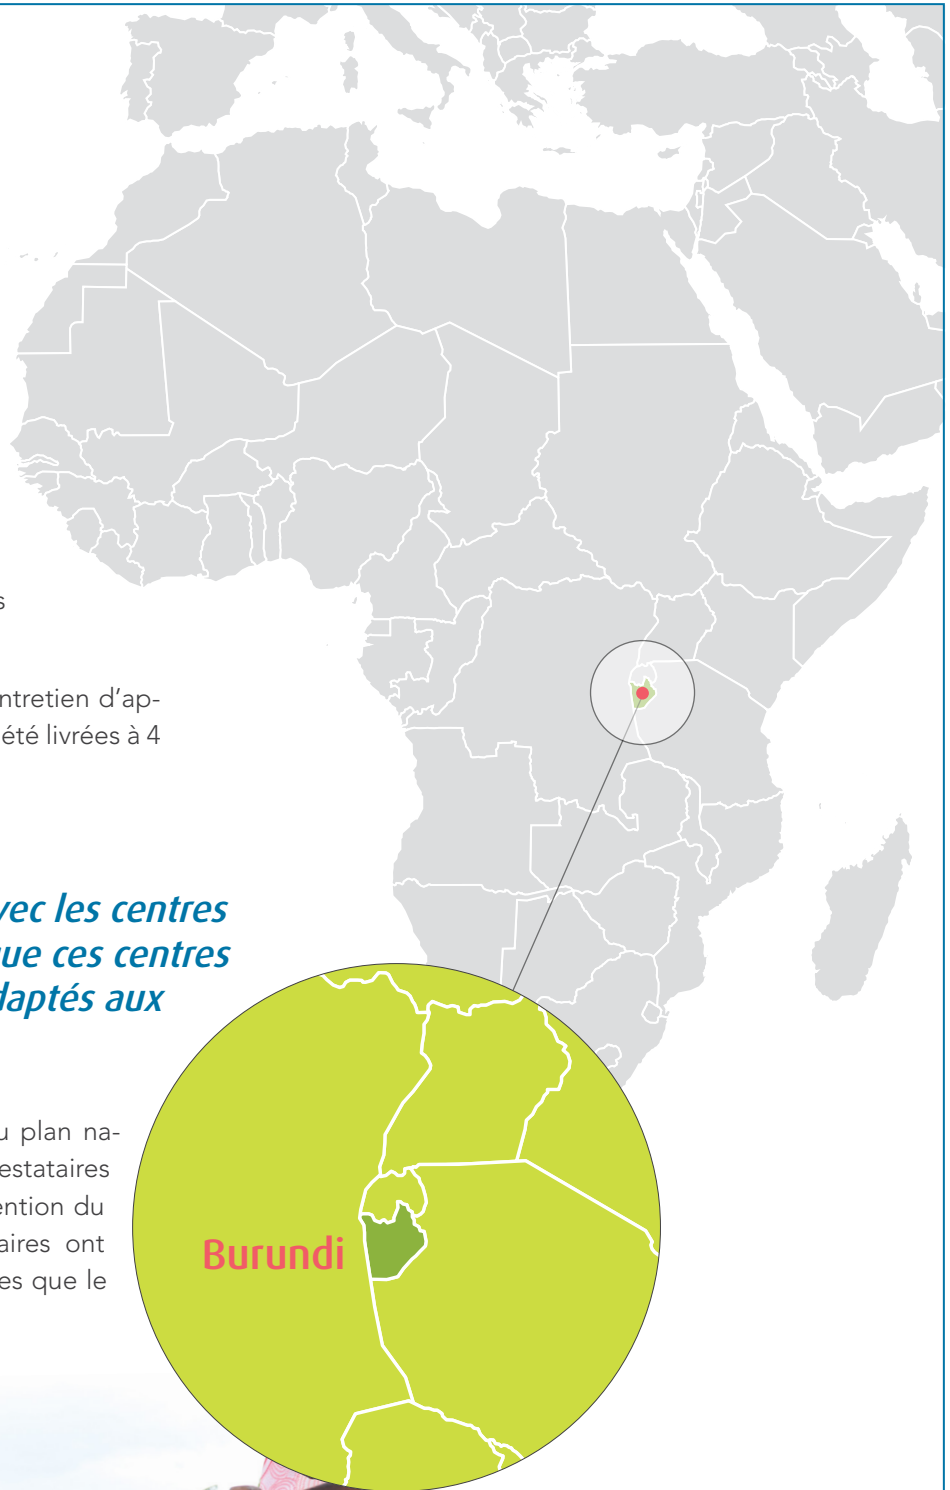 s
ntretien d’ap-
été livrées à 4
vec les centres
ue ces centres
daptés aux
u plan na-
estataires
ention du
aires ont
es que le
Burundi